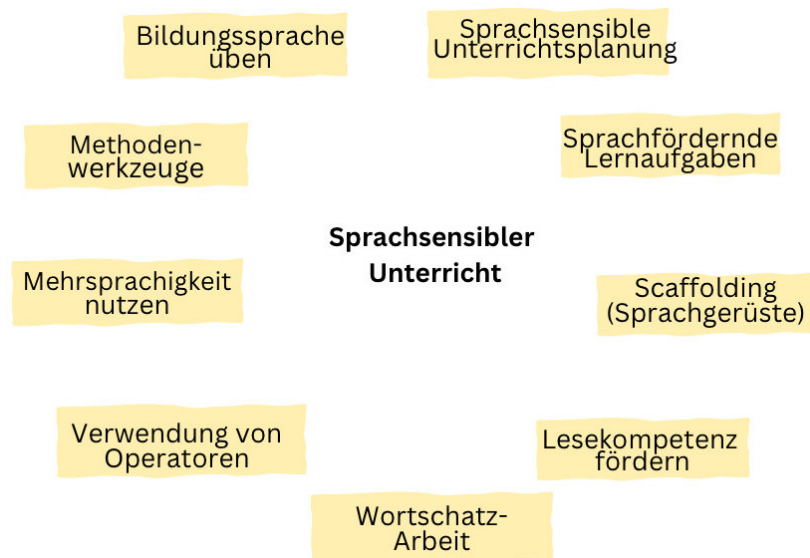 Bildungssprache
üben
Sprachsensible
Unterrichtsplanung
Methoden-
werkzeuge
Sprachfördernde
Lernaufgaben
Sprachsensibler
Unterricht
Mehrsprachigkeit
nutzen
Scaffolding
(Sprachgerüste)
Verwendung von
Operatoren
Lesekompetenz
fördern
Wortschatz-
Arbeit